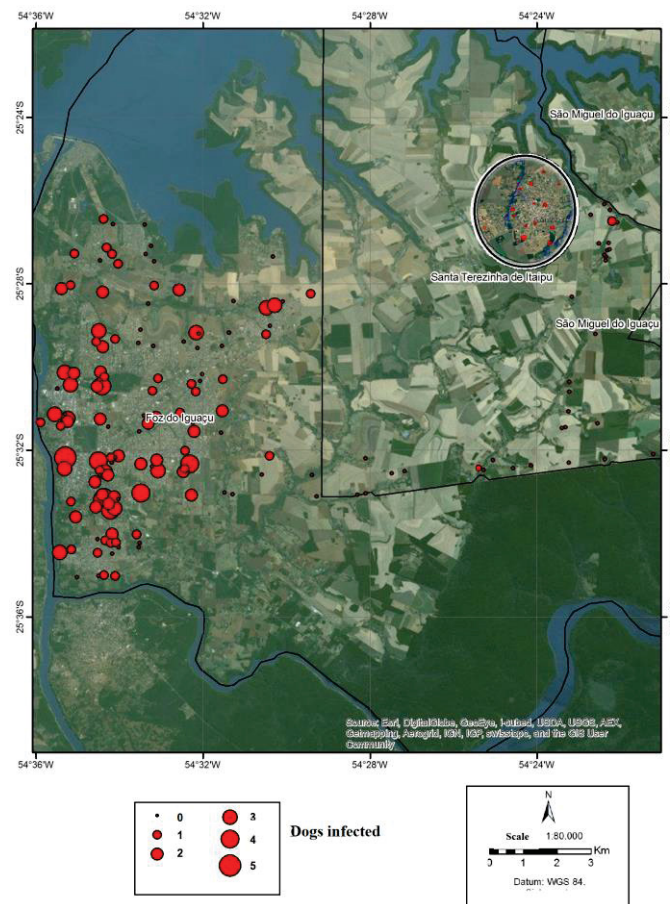 54°36'W
54°32'W
54°28'W
54°24'W
25°24'S
25°28'S
25°32'S
25°36'S
São Miguel do Iguaçu
Santa Terezinha de Itaipu
São Miguel do Iguaçu
Foz do Iguaçu
Source: Esri, DigitalGlobe, GeoEye, i-cubed, USDA, USGS, AEX,
Getmapping, Aerogrid, IGN, IGP, swisstopo, and the GIS User
Community
54°36'W
54°32'W
54°28'W
54°24'W
0
1
2
3
4
5
Dogs infected
N
Scale 1:80.000
0 0,5 1 2 3 Km
Datum: WGS 84.